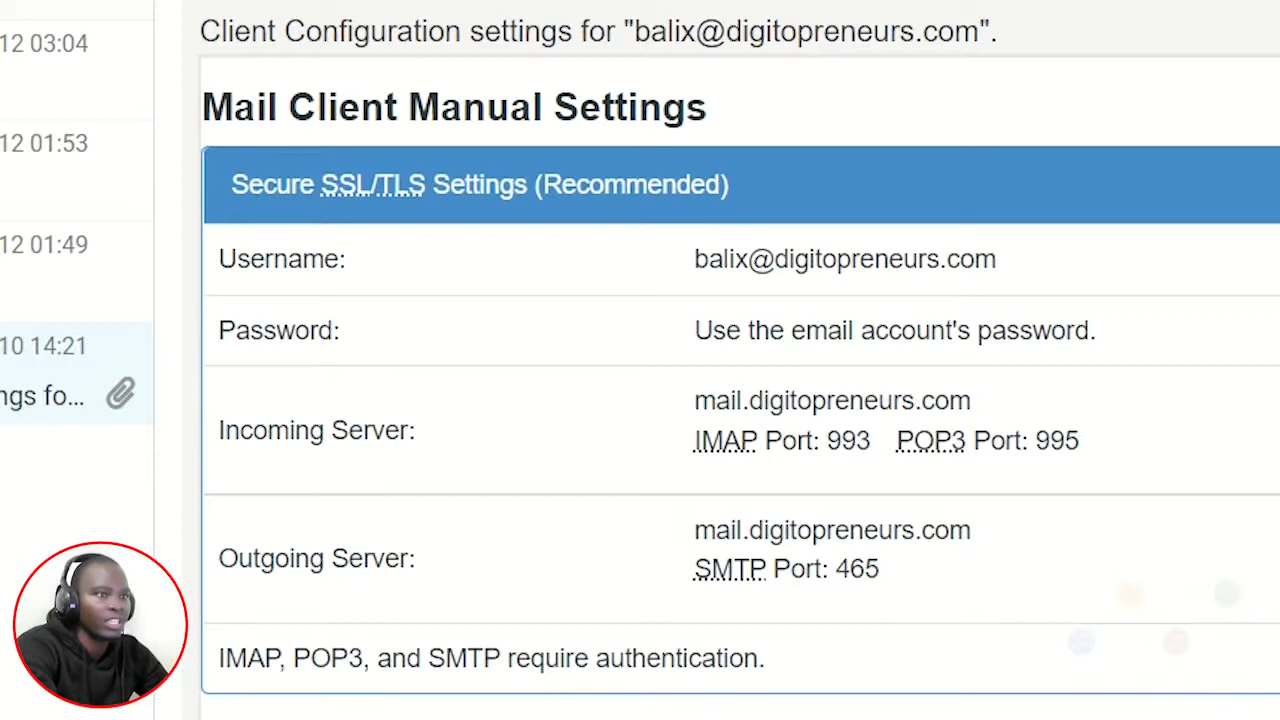 12 03:04
12 01:53
12 01:49
10 14:21
ngs fo...
Client Configuration settings for "balix@digitopreneurs.com".
Mail Client Manual Settings
Secure SSL/TLS Settings (Recommended)
Username: balix@digitopreneurs.com
Password: Use the email account's password.
Incoming Server: mail.digitopreneurs.com
IMAP Port: 993 POP3 Port: 995
Outgoing Server: mail.digitopreneurs.com
SMTP Port: 465
IMAP, POP3, and SMTP require authentication.